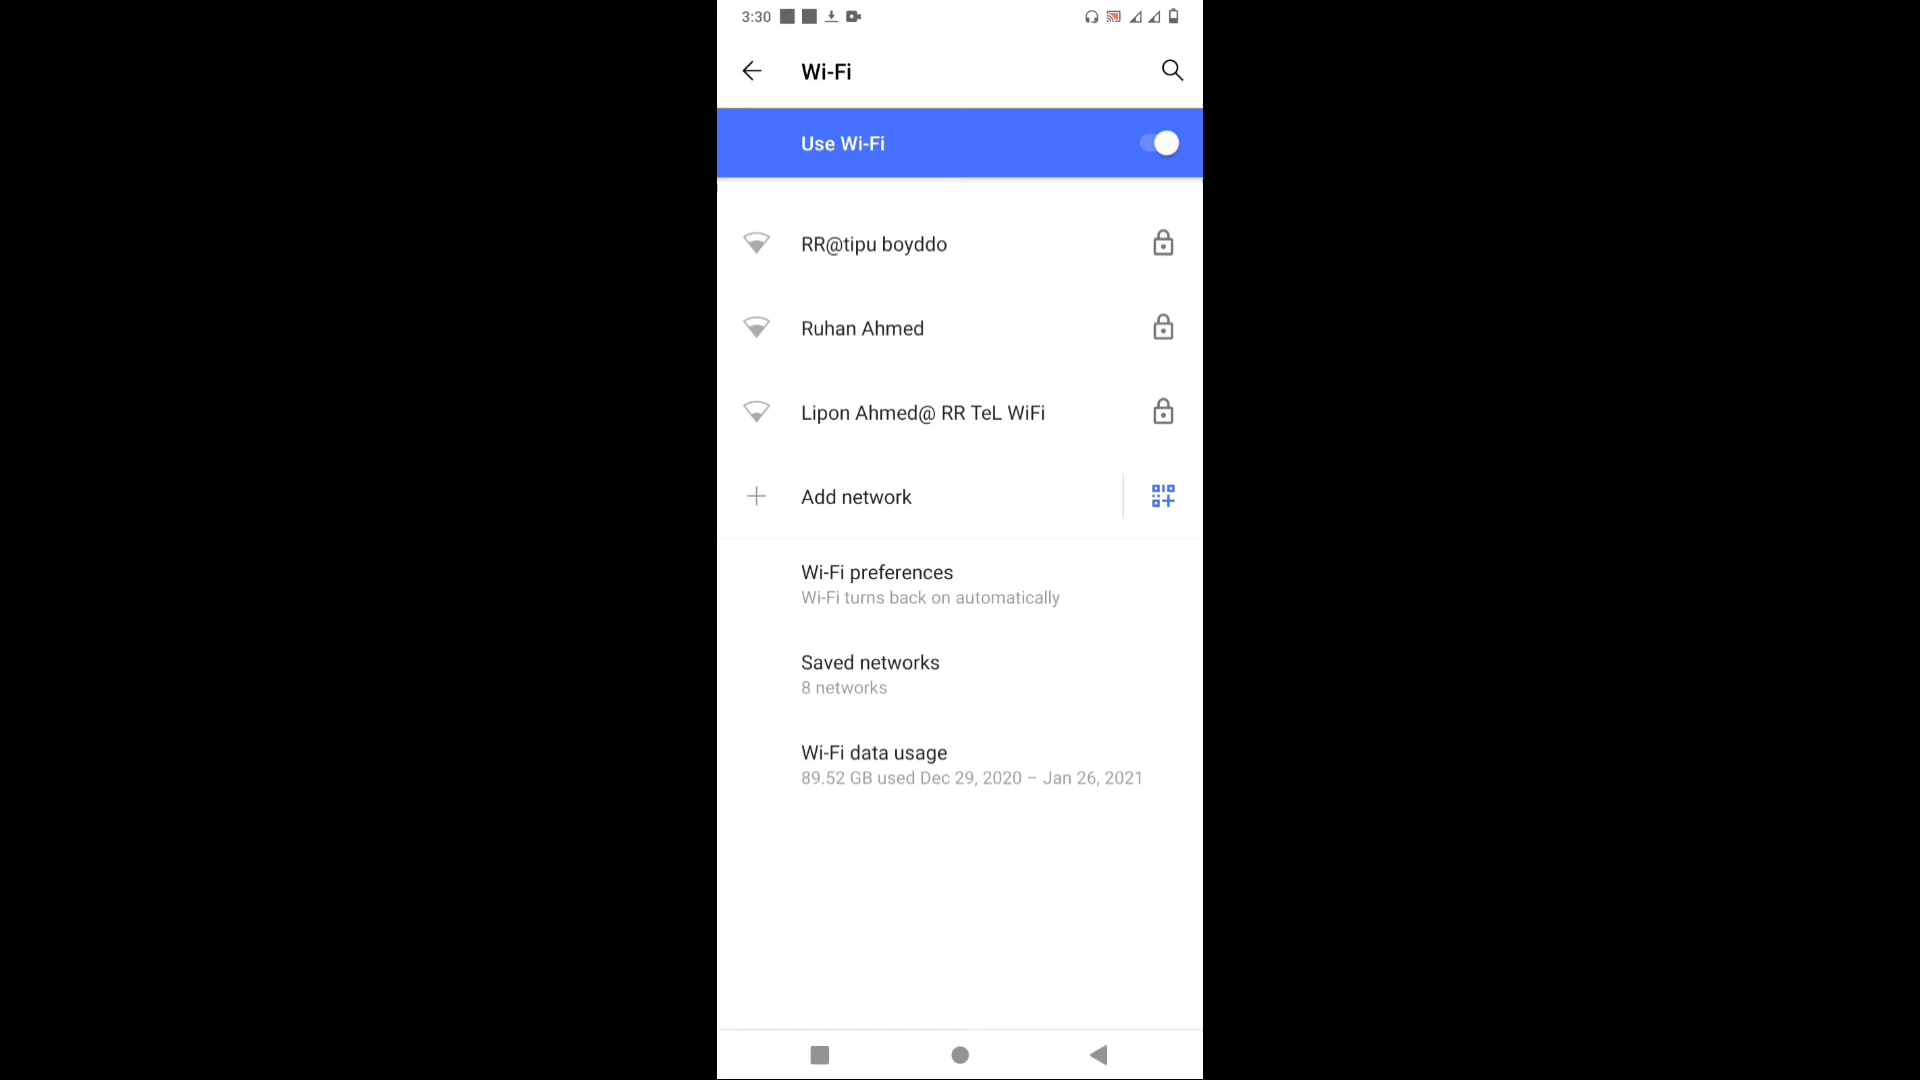 3:30
Wi-Fi
Use Wi-Fi
RR@tipu boyddo
Ruhan Ahmed
Lipon Ahmed@ RR TeL WiFi
Add network
Wi-Fi preferences
Wi-Fi turns back on automatically
Saved networks
8 networks
Wi-Fi data usage
89.52 GB used Dec 29, 2020 – Jan 26, 2021